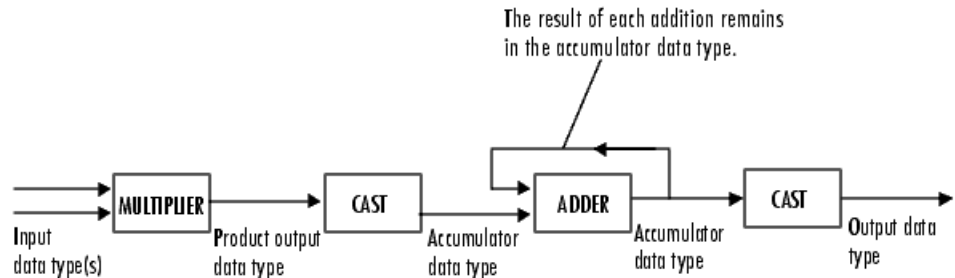 The result of each addition remains
in the accumulator data type.
MULTIPLIER
CAST
ADDER
CAST
Input
data type(s)
Product output
data type
Accumulator
data type
Accumulator
data type
Output data
type